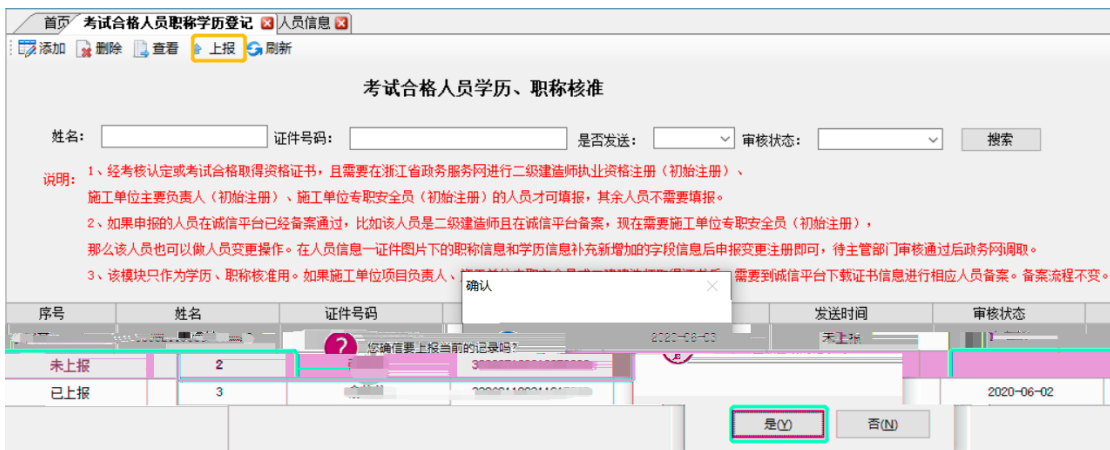 首页 考试合格人员职称学历登记 人员信息
添加 删除 查看 上报 刷新
考试合格人员学历、职称核准
姓名： 证件号码： 是否发送： 审核状态： 搜索
说明：
1、经考核认定或考试合格取得资格证书，且需要在浙江省政务服务网进行二级建造师执业资格注册（初始注册）、
施工单位主要负责人（初始注册）、施工单位专职安全员（初始注册）的人员才可填报，其余人员不需要填报。
2、如果申报的人员在诚信平台已经备案通过，比如该人员是二级建造师且在诚信平台备案，现在需要施工单位专职安全员（初始注册），
那么该人员也可以做人员变更操作。在人员信息—证件图片下的职称信息和学历信息补充新增加的字段信息后申报变更注册即可，待主管部门审核通过后政务网调取。
3、该模块只作为学历、职称核准用。如果施工单位项目负责人、 需要到诚信平台下载证书信息进行相应人员备案。备案流程不变。
确认
序号 姓名 证件号码 发送时间 审核状态
2020-06-03 未上报
您确信要上报当前的记录吗?
未上报 2
已上报 3 2020-06-02
是(Y) 否(N)